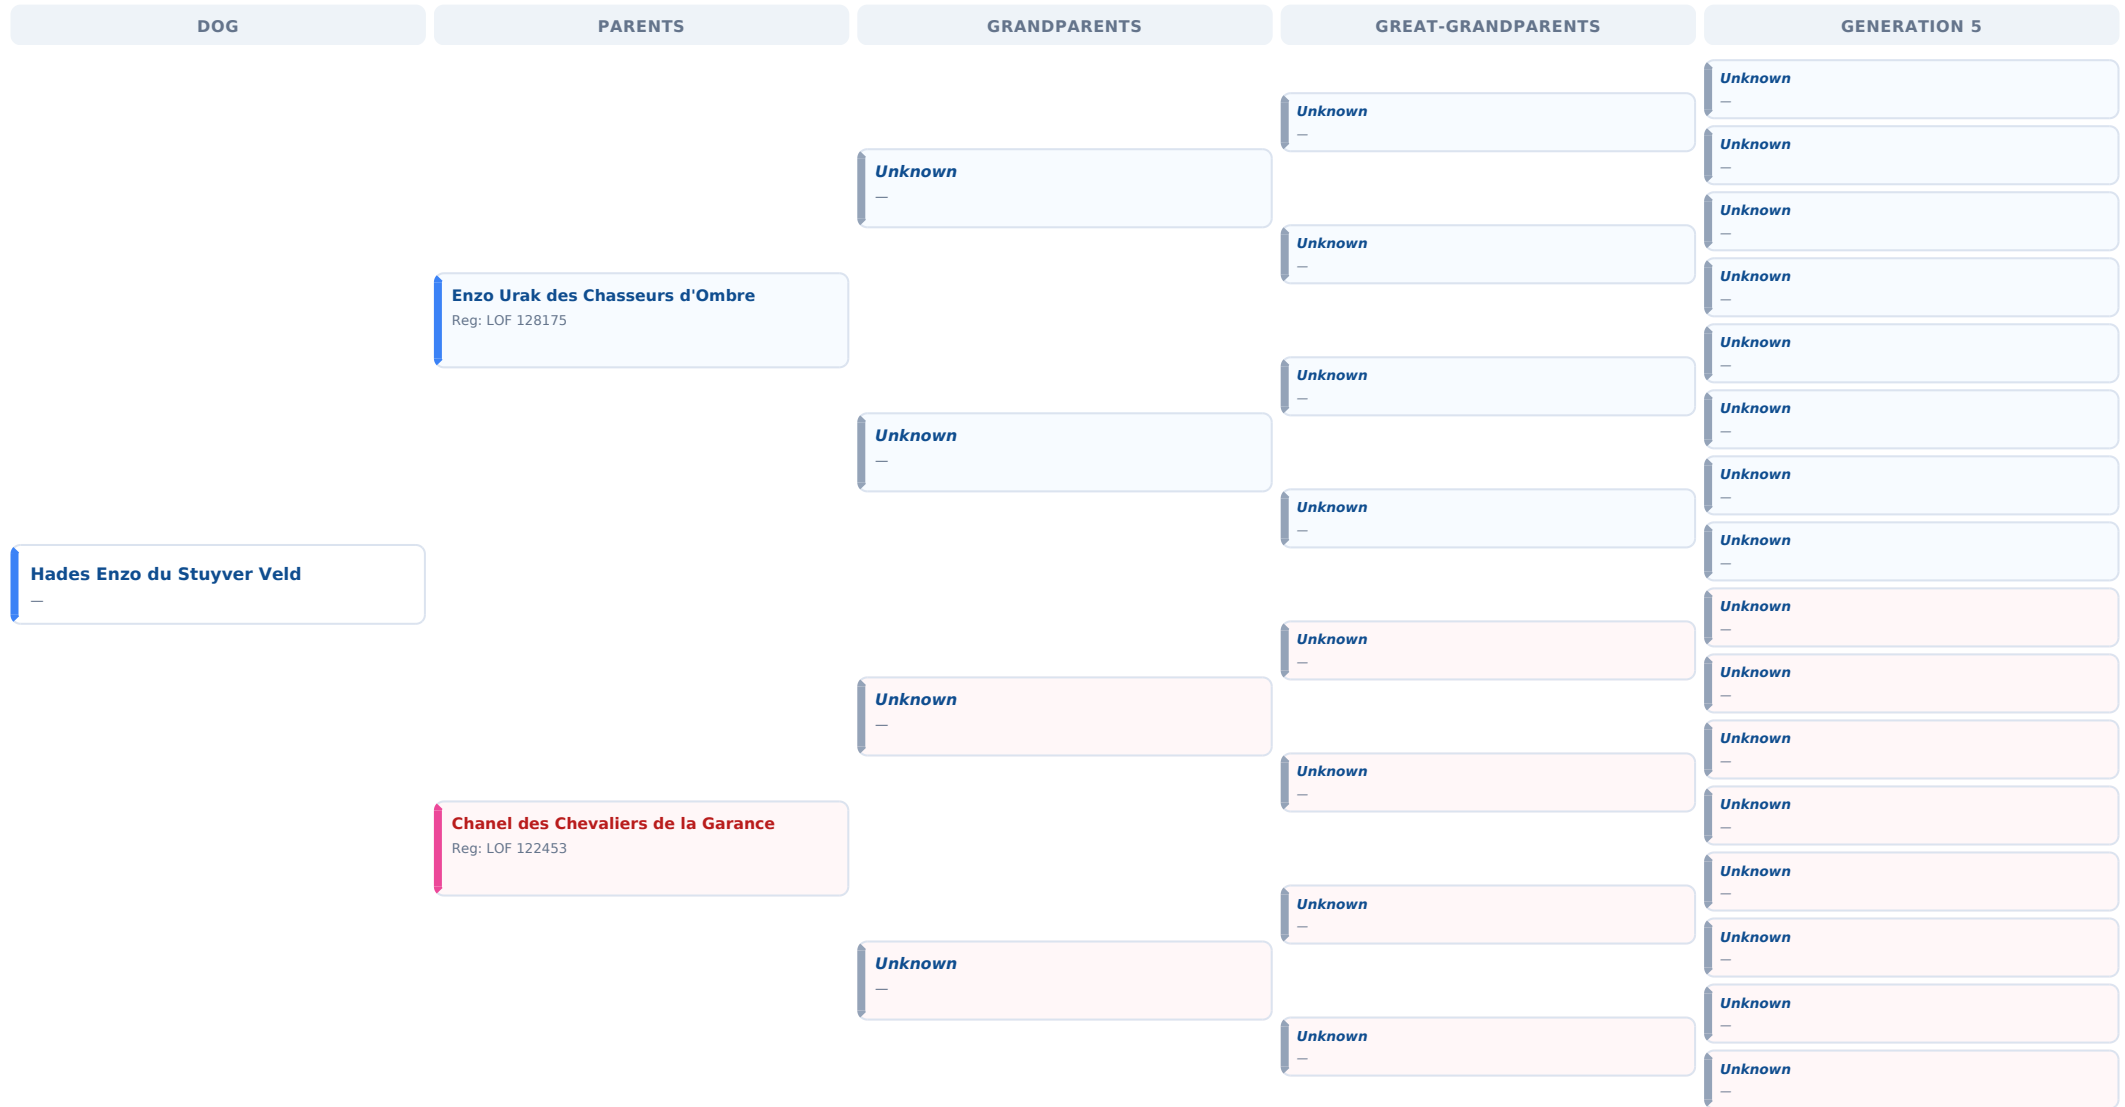 DOG
PARENTS
GRANDPARENTS
GREAT-GRANDPARENTS
GENERATION 5
Hades Enzo du Stuyver Veld
—
Enzo Urak des Chasseurs d'Ombre
Reg: LOF 128175
Chanel des Chevaliers de la Garance
Reg: LOF 122453
Unknown
—
Unknown
—
Unknown
—
Unknown
—
Unknown
—
Unknown
—
Unknown
—
Unknown
—
Unknown
—
Unknown
—
Unknown
—
Unknown
—
Unknown
—
Unknown
—
Unknown
—
Unknown
—
Unknown
—
Unknown
—
Unknown
—
Unknown
—
Unknown
—
Unknown
—
Unknown
—
Unknown
—
Unknown
—
Unknown
—
Unknown
—
Unknown
—